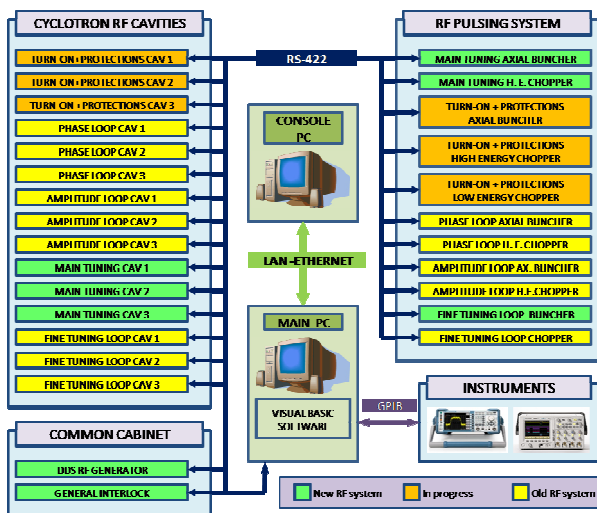 CYCLOTRON RF CAVITIES
TURN ON+PROTECTIONS CAV 1
TURN ON+PROTECTIONS CAV 2
TURN ON+PROTECTIONS CAV 3
PHASE LOOP CAV 1
PHASE LOOP CAV 2
PHASE LOOP CAV 3
AMPLITUDE LOOP CAV 1
AMPLITUDE LOOP CAV 2
AMPLITUDE LOOP CAV 3
MAIN TUNING CAV 1
MAIN TUNING CAV 2
MAIN TUNING CAV 3
FINE TUNING LOOP CAV 1
FINE TUNING LOOP CAV 2
FINE TUNING LOOP CAV 3
COMMON CABINET
DDS RF GENERATOR
GENERAL INTERLOCK
RS-422
CONSOLE
PC
LAN-ETHERNET
MAIN PC
VISUAL BASIC
SOFTWARE
GPIB
RF PULSING SYSTEM
MAIN TUNING AXIAL BUNCHER
MAIN TUNING H. E. CHOPPER
TURN-ON + PROTECTIONS
AXIAL BUNCHER
TURN-ON + PROTECTIONS
HIGH ENERGY CHOPPER
TURN-ON + PROTECTIONS
LOW ENERGY CHOPPER
PHASE LOOP AXIAL BUNCHER
PHASE LOOP H. E. CHOPPER
AMPLITUDE LOOP AX. BUNCHER
AMPLITUDE LOOP H.E.CHOPPER
FINE TUNING LOOP BUNCHER
FINE TUNING LOOP CHOPPER
INSTRUMENTS
New RF system
In progress
Old RF system